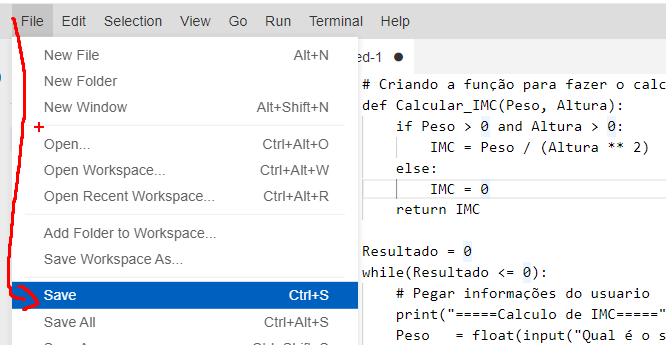 File Edit Selection View Go Run Terminal Help
New File Alt+N
New Folder
New Window Alt+Shift+N
Open... Ctrl+Alt+O
Open Workspace... Ctrl+Alt+W
Open Recent Workspace... Ctrl+Alt+R
Add Folder to Workspace...
Save Workspace As...
Save Ctrl+S
Save All Ctrl+Alt+S
ed-1
# Criando a função para fazer o calc
def Calcular_IMC(Peso, Altura):
    if Peso > 0 and Altura > 0:
        IMC = Peso / (Altura ** 2)
    else:
        IMC = 0
    return IMC
Resultado = 0
while(Resultado <= 0):
    # Pegar informações do usuario
    print("=====Calculo de IMC====="
    Peso   = float(input("Qual é o s